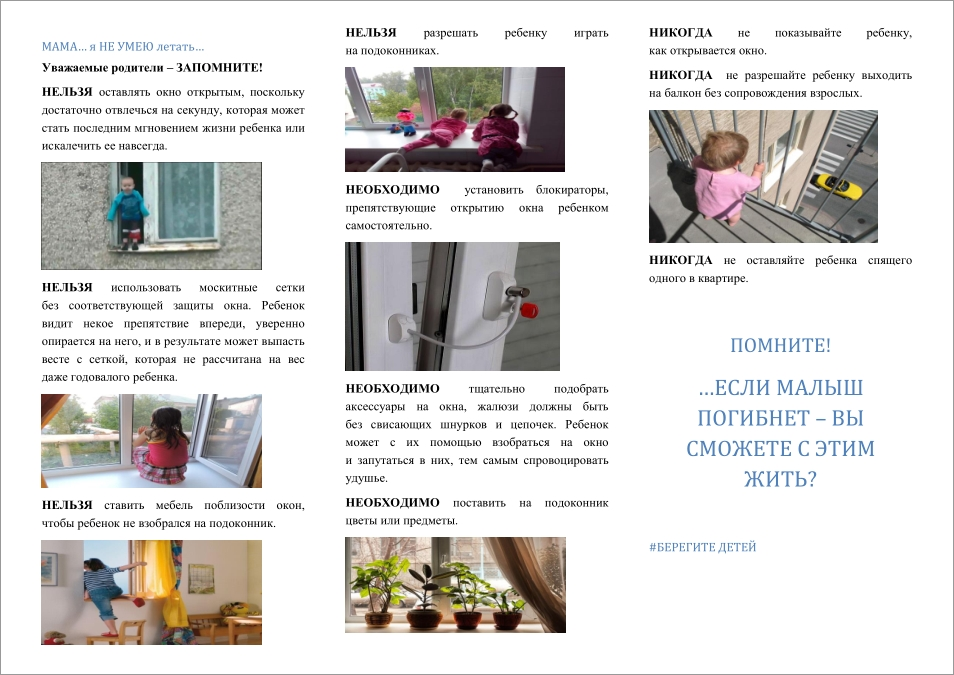 МАМА… я НЕ УМЕЮ летать…
Уважаемые родители – ЗАПОМНИТЕ!
НЕЛЬЗЯ оставлять окно открытым, поскольку
достаточно отвлечься на секунду, которая может
стать последним мгновением жизни ребенка или
искалечить ее навсегда.
НЕЛЬЗЯ использовать москитные сетки
без соответствующей защиты окна. Ребенок
видит некое препятствие впереди, уверенно
опирается на него, и в результате может выпасть
весте с сеткой, которая не рассчитана на вес
даже годовалого ребенка.
НЕЛЬЗЯ ставить мебель поблизости окон,
чтобы ребенок не взобрался на подоконник.
НЕЛЬЗЯ разрешать ребенку играть
на подоконниках.
НЕОБХОДИМО установить блокираторы,
препятствующие открытию окна ребенком
самостоятельно.
НЕОБХОДИМО тщательно подобрать
аксессуары на окна, жалюзи должны быть
без свисающих шнурков и цепочек. Ребенок
может с их помощью взобраться на окно
и запутаться в них, тем самым спровоцировать
удушье.
НЕОБХОДИМО поставить на подоконник
цветы или предметы.
НИКОГДА не показывайте ребенку,
как открывается окно.
НИКОГДА не разрешайте ребенку выходить
на балкон без сопровождения взрослых.
НИКОГДА не оставляйте ребенка спящего
одного в квартире.
ПОМНИТЕ!
…ЕСЛИ МАЛЫШ
ПОГИБНЕТ – ВЫ
СМОЖЕТЕ С ЭТИМ
ЖИТЬ?
#БЕРЕГИТЕ ДЕТЕЙ